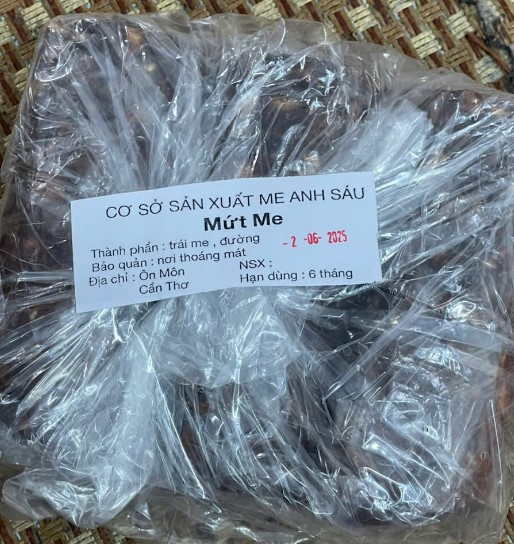 CƠ SỞ SẢN XUẤT ME ANH SÁU
Mứt Me
Thành phần : trái me , đường
Bảo quản : nơi thoáng mát
Địa chỉ : Ôn Môn
Cần Thơ
-2 -06- 2025
NSX :
Hạn dùng : 6 tháng